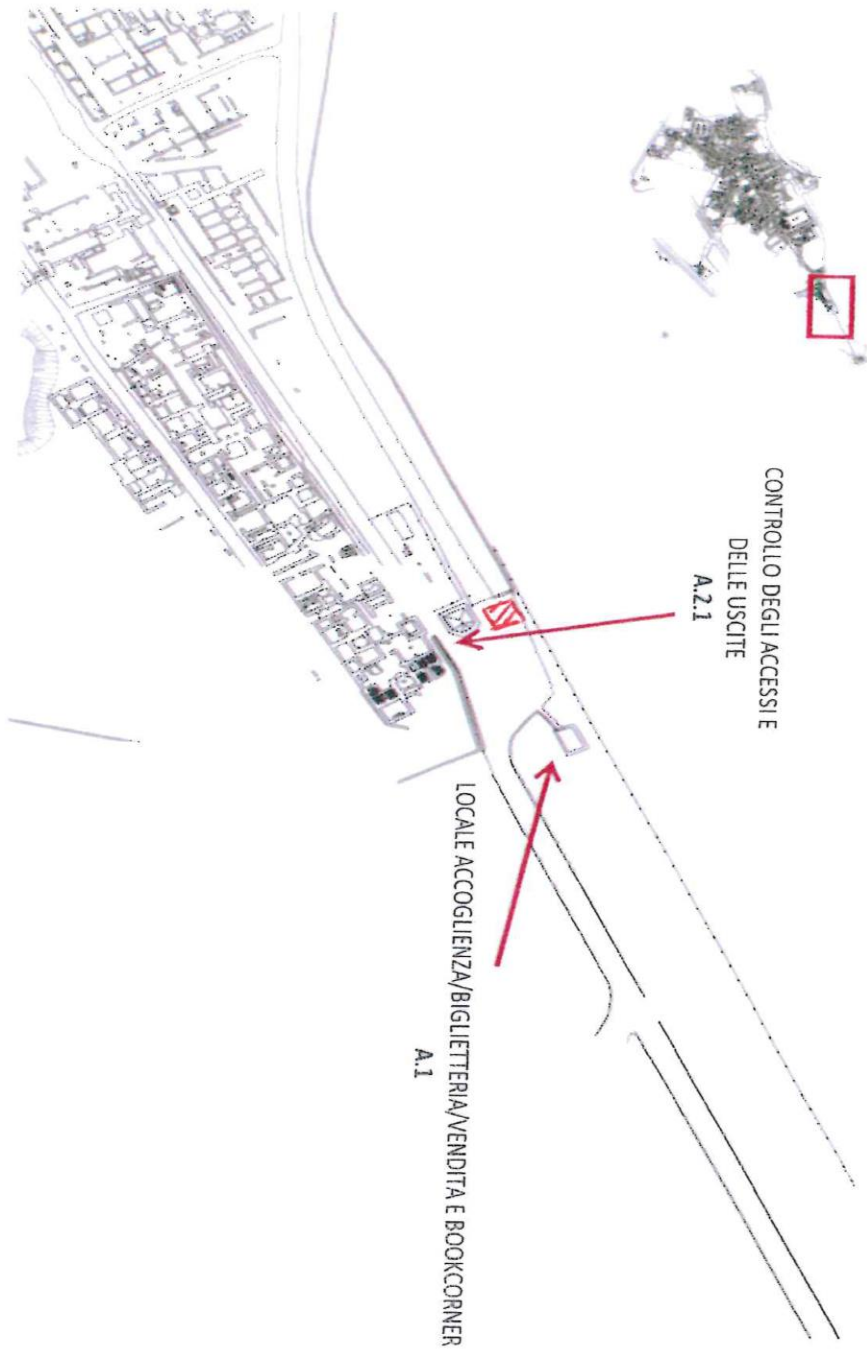 CONTROLLO DEGLI ACCESSI E
DELLE USCITE
A.2.1
LOCALE ACCOGLIENZA/BIGLIETTERIA/VENDITA E BOOKCORNER
A.1